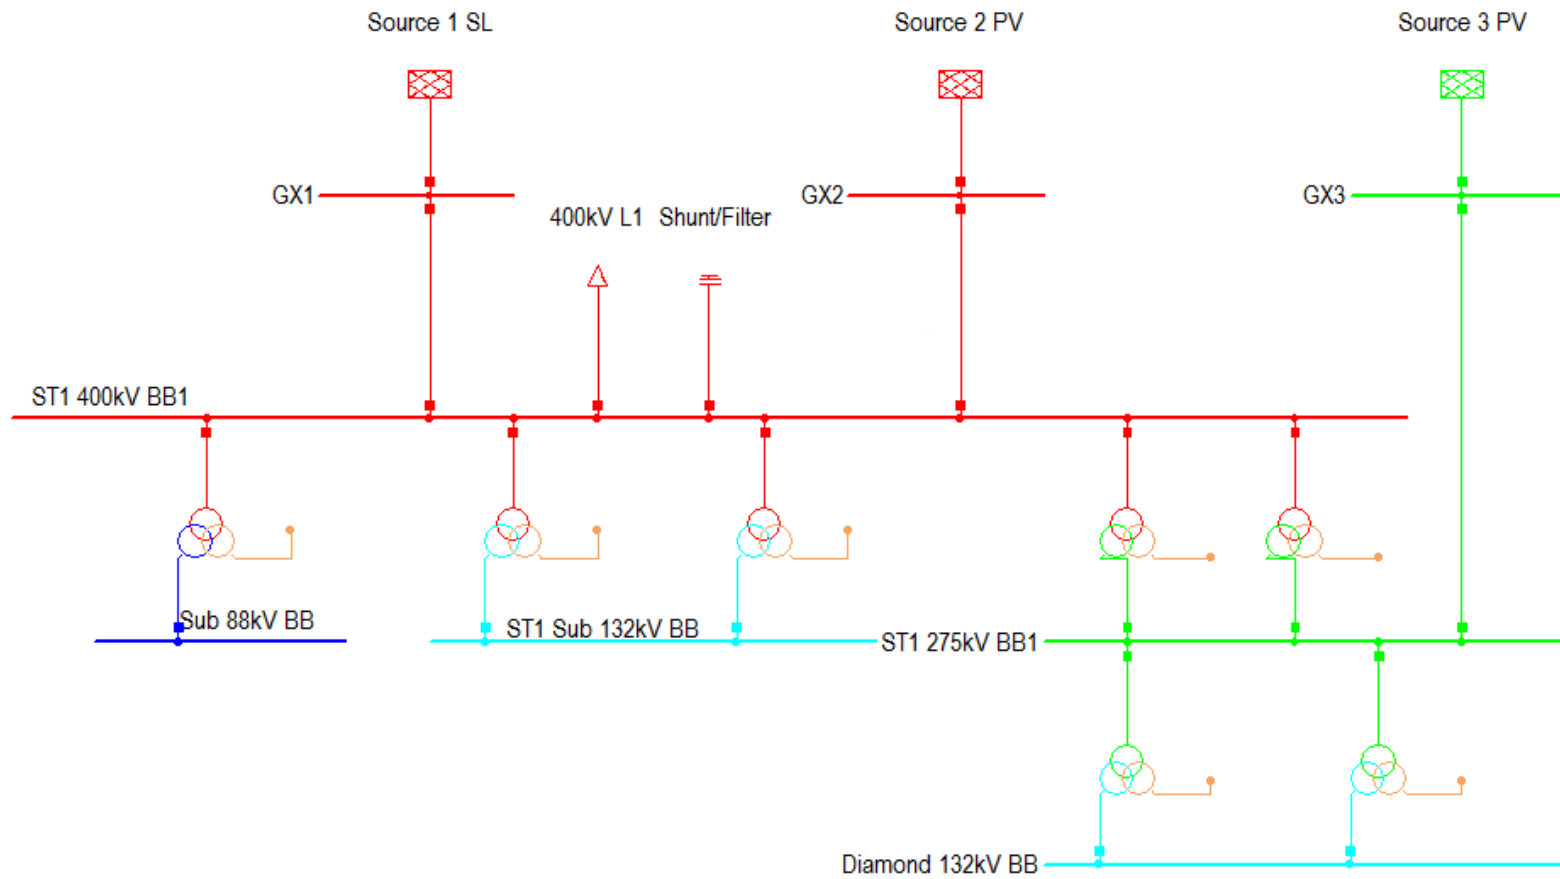 Source 1 SL
Source 2 PV
Source 3 PV
GX1
GX2
GX3
400kV L1
Shunt/Filter
ST1 400kV BB1
Sub 88kV BB
ST1 Sub 132kV BB
ST1 275kV BB1
Diamond 132kV BB